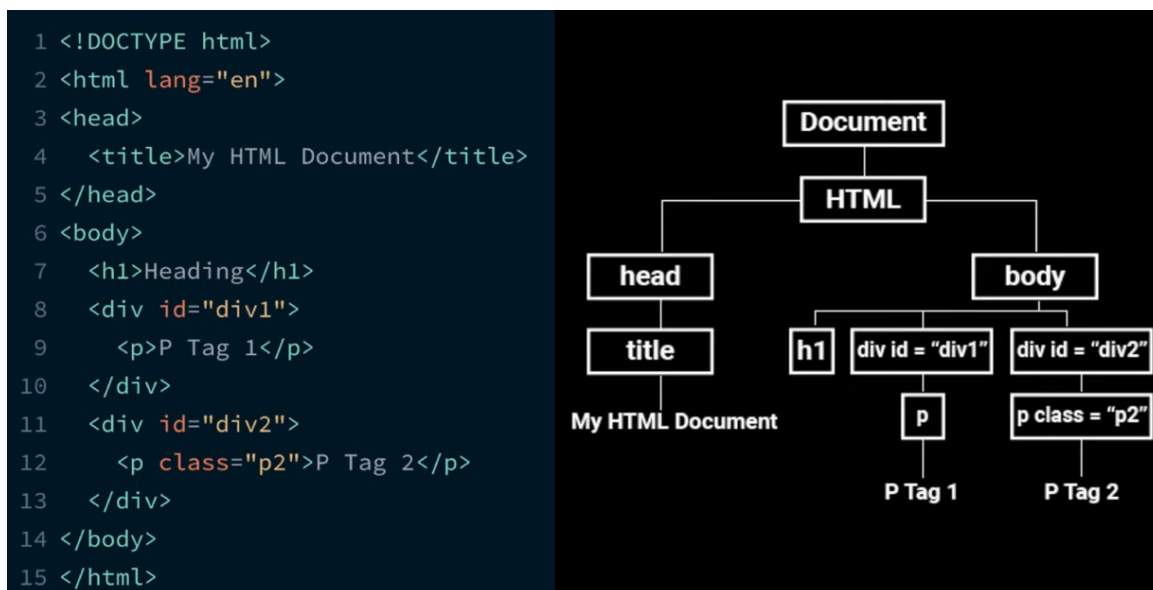 1 <!DOCTYPE html>
2 <html lang="en">
3 <head>
4   <title>My HTML Document</title>
5 </head>
6 <body>
7   <h1>Heading</h1>
8   <div id="div1">
9     <p>P Tag 1</p>
10   </div>
11   <div id="div2">
12     <p class="p2">P Tag 2</p>
13   </div>
14 </body>
15 </html>
Document
HTML
head
body
title
h1
div id = “div1”
div id = “div2”
My HTML Document
p
p class = “p2”
P Tag 1
P Tag 2